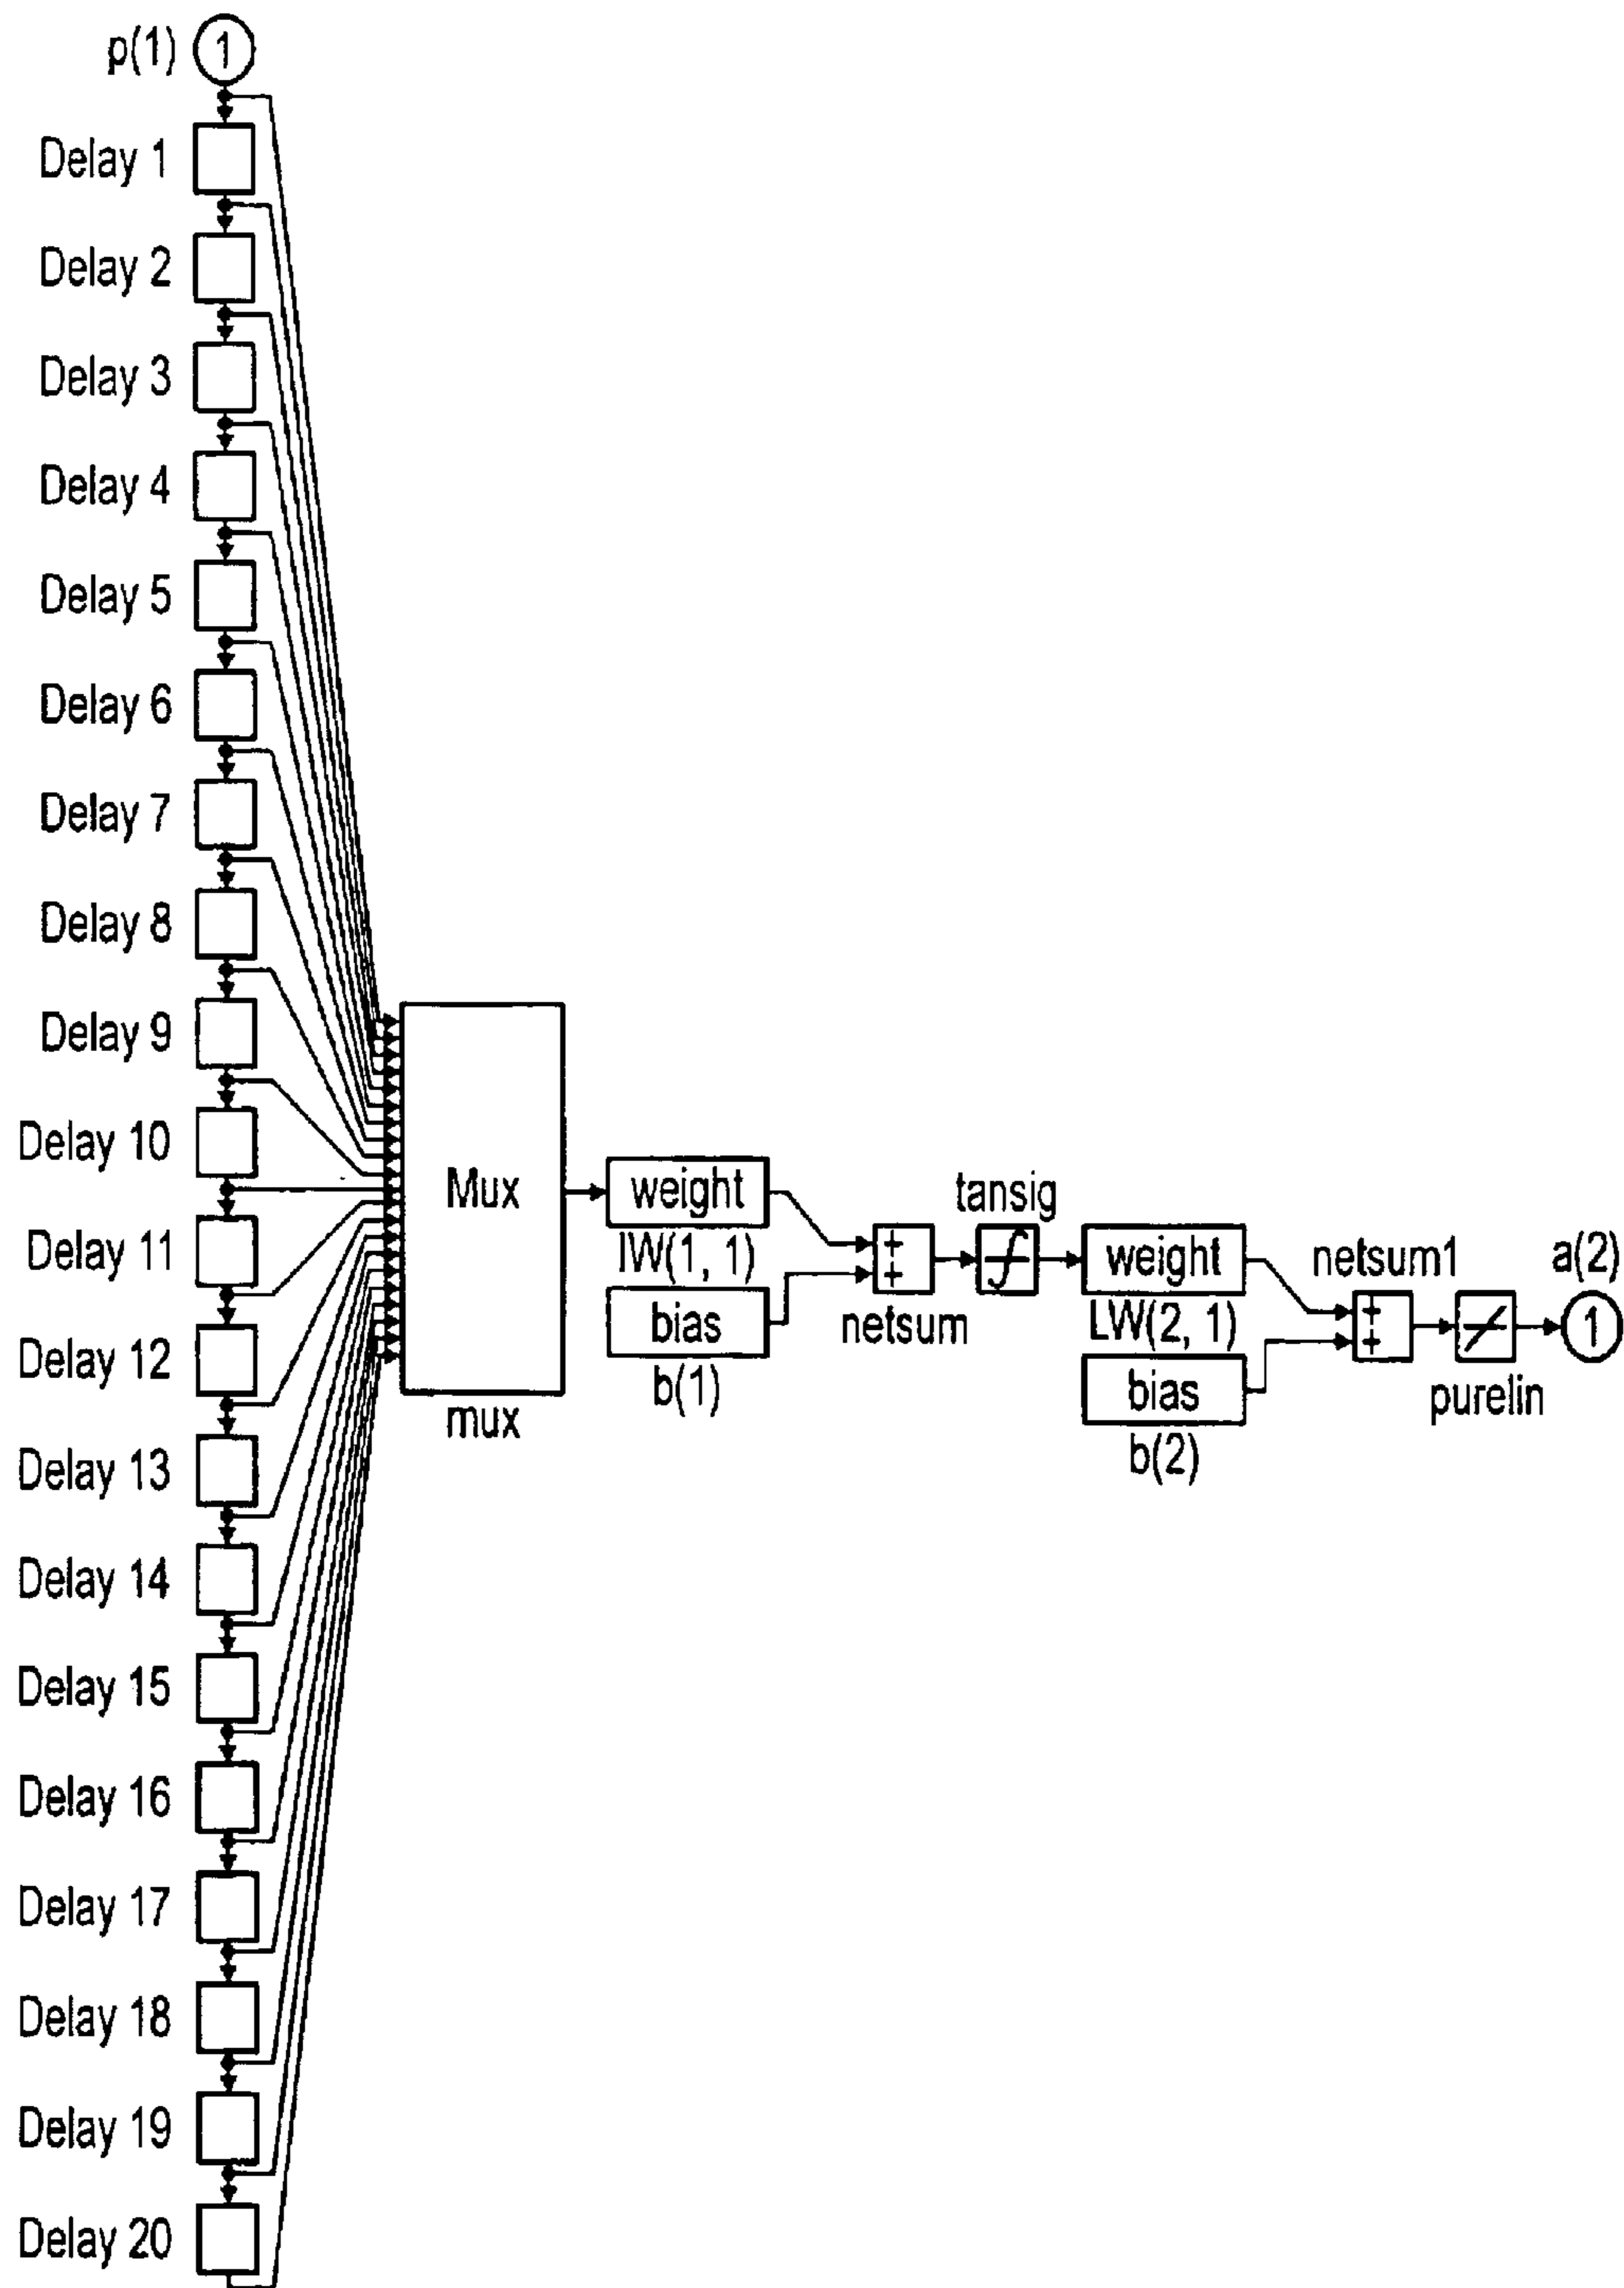 p(1) 1
Delay 1
Delay 2
Delay 3
Delay 4
Delay 5
Delay 6
Delay 7
Delay 8
Delay 9
Delay 10
Delay 11
Delay 12
Delay 13
Delay 14
Delay 15
Delay 16
Delay 17
Delay 18
Delay 19
Delay 20
Mux
mux
weight
IW(1, 1)
bias
b(1)
+
+
netsum
tansig
weight
LW(2, 1)
bias
b(2)
netsum1
+
+
purelin
a(2)
1